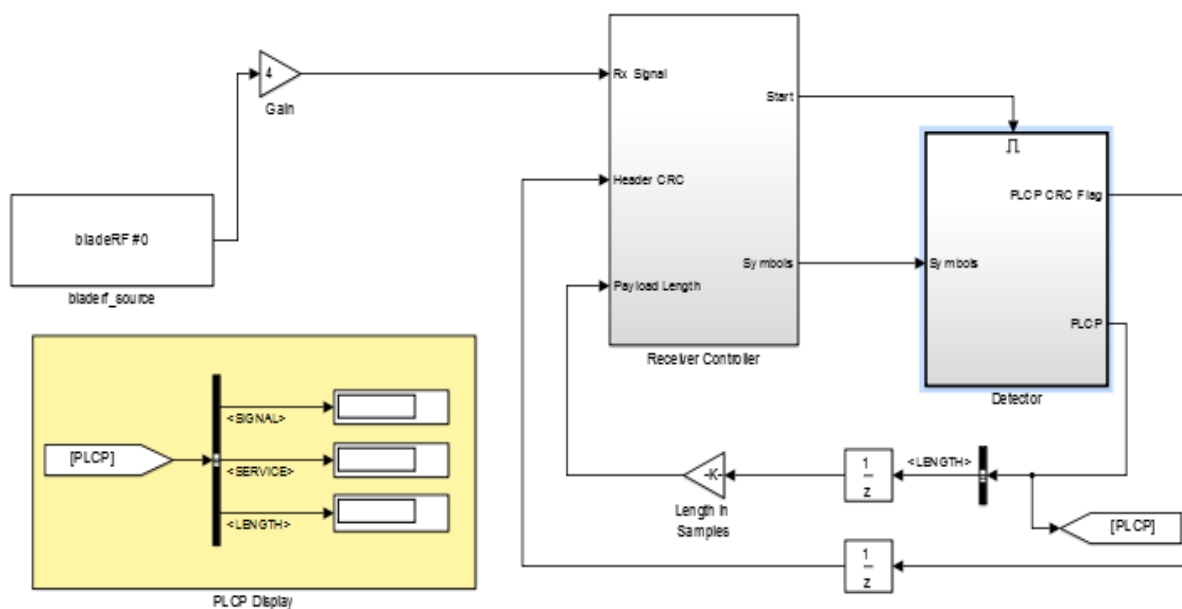 4
Gain
bladeRF #0
bladerf_source
Rx Signal
Header CRC
Payload Length
Start
Symbols
Receiver Controller
Symbols
PLCP CRC Flag
PLCP
Detector
[PLCP]
<SIGNAL>
<SERVICE>
<LENGTH>
PLCP Display
-K-
Length in
Samples
1
z
<LENGTH>
[PLCP]
1
z